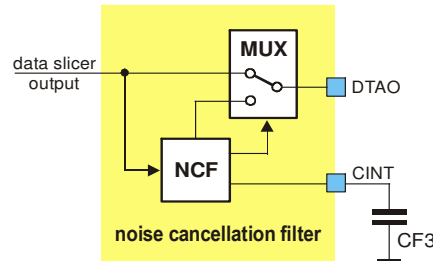 MUX
data slicer
output
DTAO
NCF
CINT
noise cancellation filter
CF3